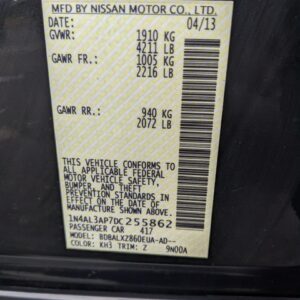 MFD BY NISSAN MOTOR CO., LTD.
DATE: 04/13
GVWR: 1910 KG
4211 LB
GAWR FR.: 1005 KG
2216 LB
GAWR RR.: 940 KG
2072 LB
THIS VEHICLE CONFORMS TO
ALL APPLICABLE FEDERAL
MOTOR VEHICLE SAFETY,
BUMPER, AND THEFT
PREVENTION STANDARDS IN
EFFECT ON THE DATE OF
MANUFACTURE SHOWN ABOVE.
1N4AL3AP7DC255862
PASSENGER CAR 417
MODEL: BDBALXZ860EUA-AD--
COLOR: KH3 TRIM: Z 9N00A